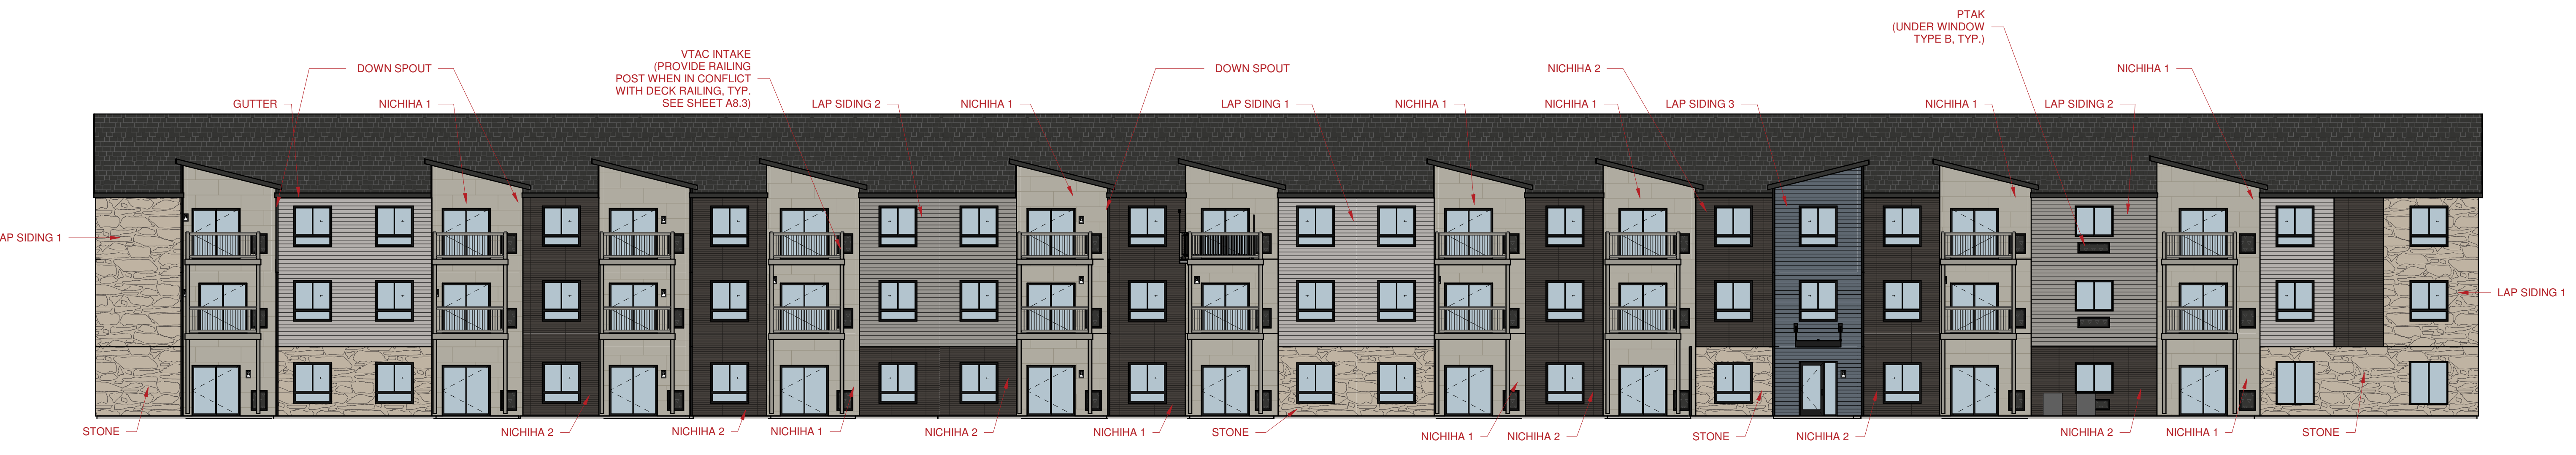 PTAK
(UNDER WINDOW
TYPE B, TYP.)
VTAC INTAKE
(PROVIDE RAILING
POST WHEN IN CONFLICT
WITH DECK RAILING, TYP.
SEE SHEET A8.3)
DOWN SPOUT
DOWN SPOUT
NICHIHA 2
NICHIHA 1
GUTTER
NICHIHA 1
LAP SIDING 2
NICHIHA 1
LAP SIDING 1
NICHIHA 1
NICHIHA 1
LAP SIDING 3
NICHIHA 1
LAP SIDING 2
AP SIDING 1
LAP SIDING 1
STONE
NICHIHA 2
NICHIHA 2
NICHIHA 1
NICHIHA 2
NICHIHA 1
STONE
NICHIHA 1
NICHIHA 2
STONE
NICHIHA 2
NICHIHA 2
NICHIHA 1
STONE